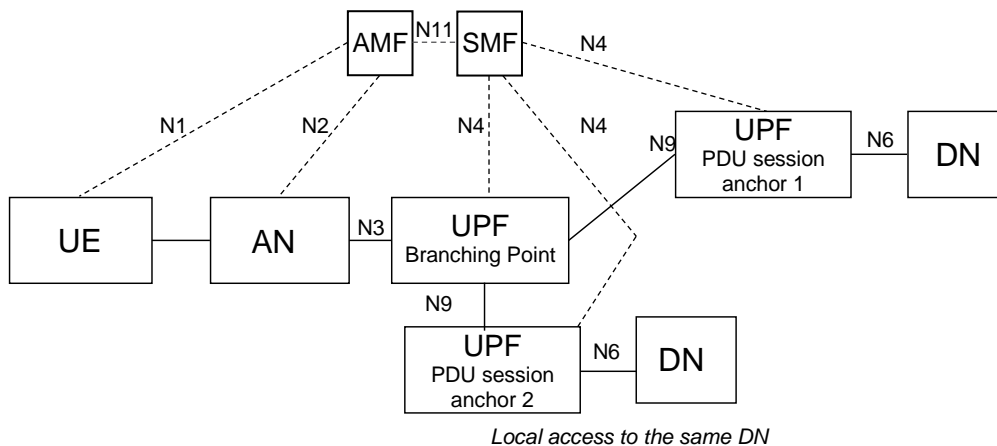 N11
AMF
SMF
N4
N1
N2
N4
N4
UPF
PDU session
anchor 1
N9
N6
DN
UE
AN
N3
UPF
Branching Point
N9
UPF
PDU session
anchor 2
N6
DN
Local access to the same DN